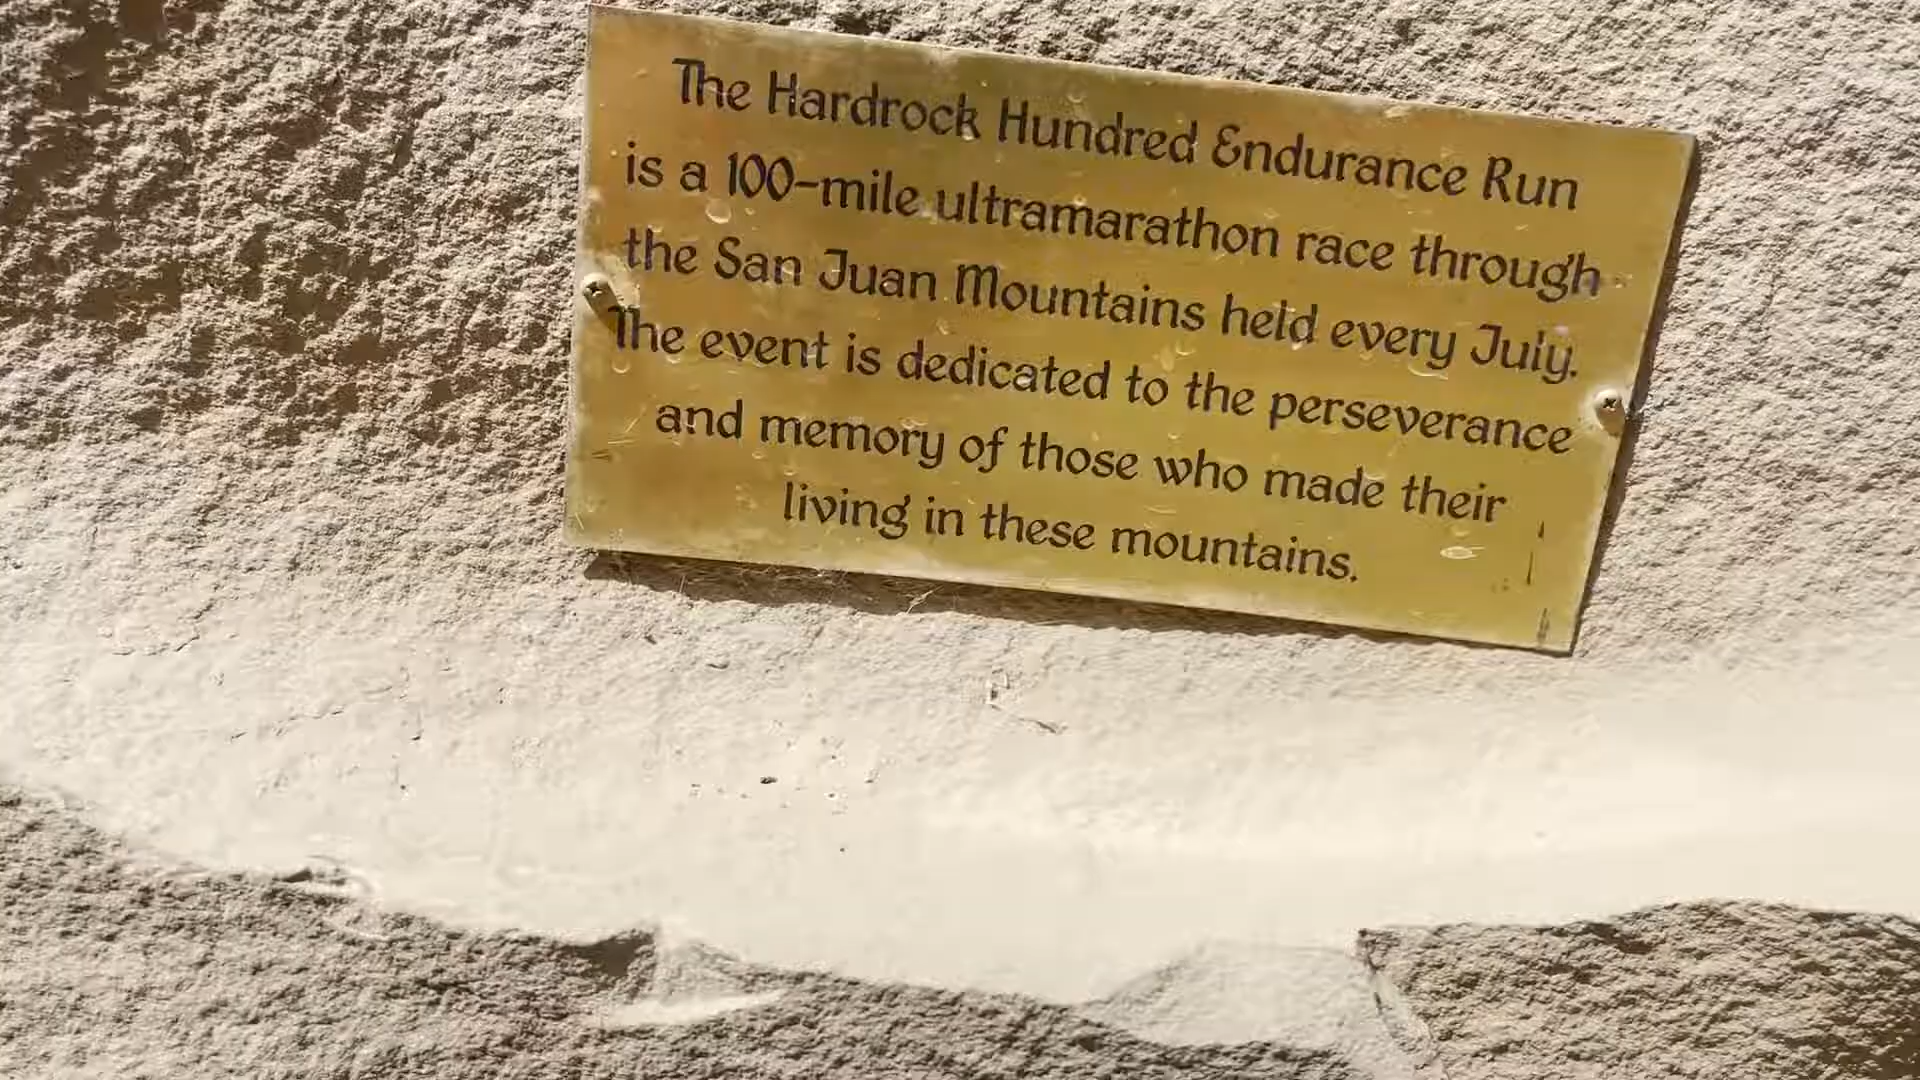 The Hardrock Hundred Endurance Run
is a 100-mile ultramarathon race through
the San Juan Mountains held every July.
The event is dedicated to the perseverance
and memory of those who made their
living in these mountains.